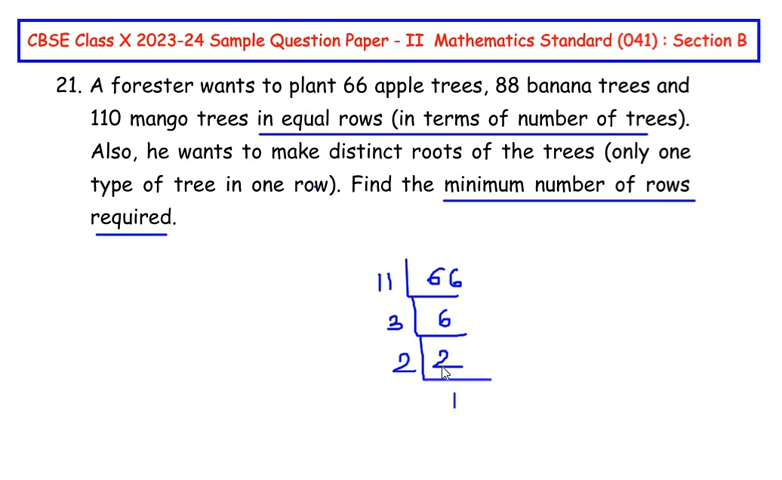 CBSE Class X 2023-24 Sample Question Paper - II Mathematics Standard (041) : Section B
21. A forester wants to plant 66 apple trees, 88 banana trees and
110 mango trees in equal rows (in terms of number of trees).
Also, he wants to make distinct roots of the trees (only one
type of tree in one row). Find the minimum number of rows
required.
11 66
3 6
2 2
1